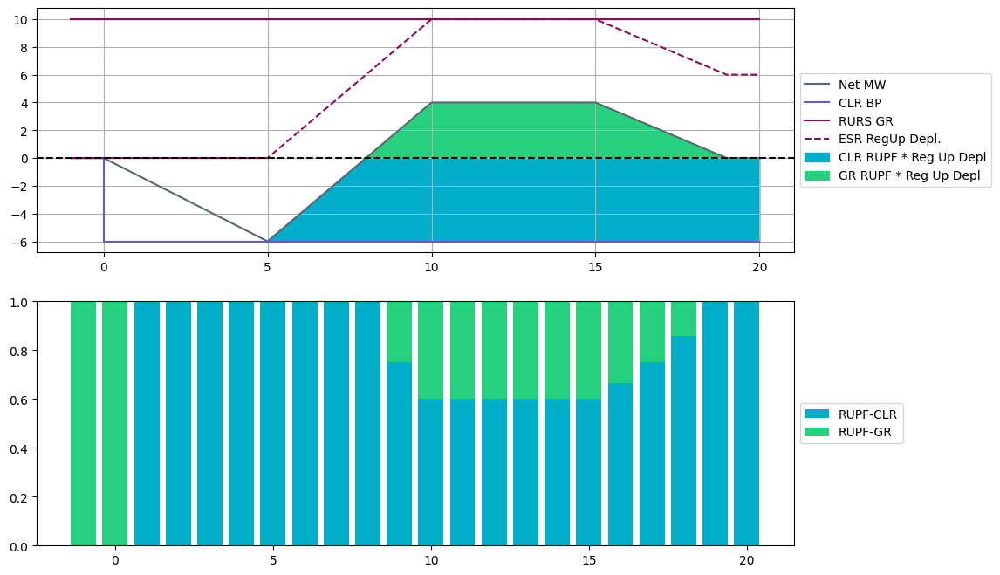 10
8
6
4
2
0
−2
−4
−6
0 5 10 15 20
Net MW
CLR BP
RURS GR
ESR RegUp Depl.
CLR RUPF * Reg Up Depl
GR RUPF * Reg Up Depl
1.0
0.8
0.6
0.4
0.2
0.0
0 5 10 15 20
RUPF-CLR
RUPF-GR